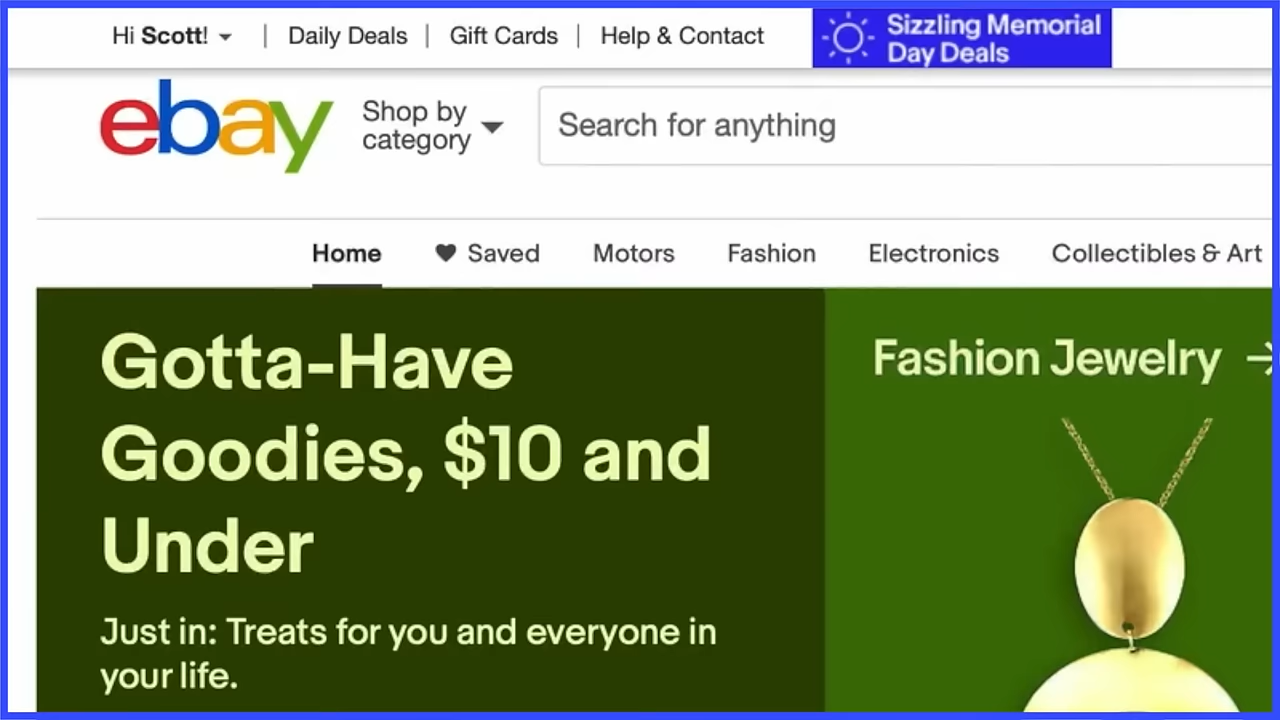 Hi Scott! | Daily Deals | Gift Cards | Help & Contact
Sizzling Memorial
Day Deals
ebay
Shop by
category
Search for anything
Home Saved Motors Fashion Electronics Collectibles & Art
Gotta-Have
Goodies, $10 and
Under
Just in: Treats for you and everyone in
your life.
Fashion Jewelry